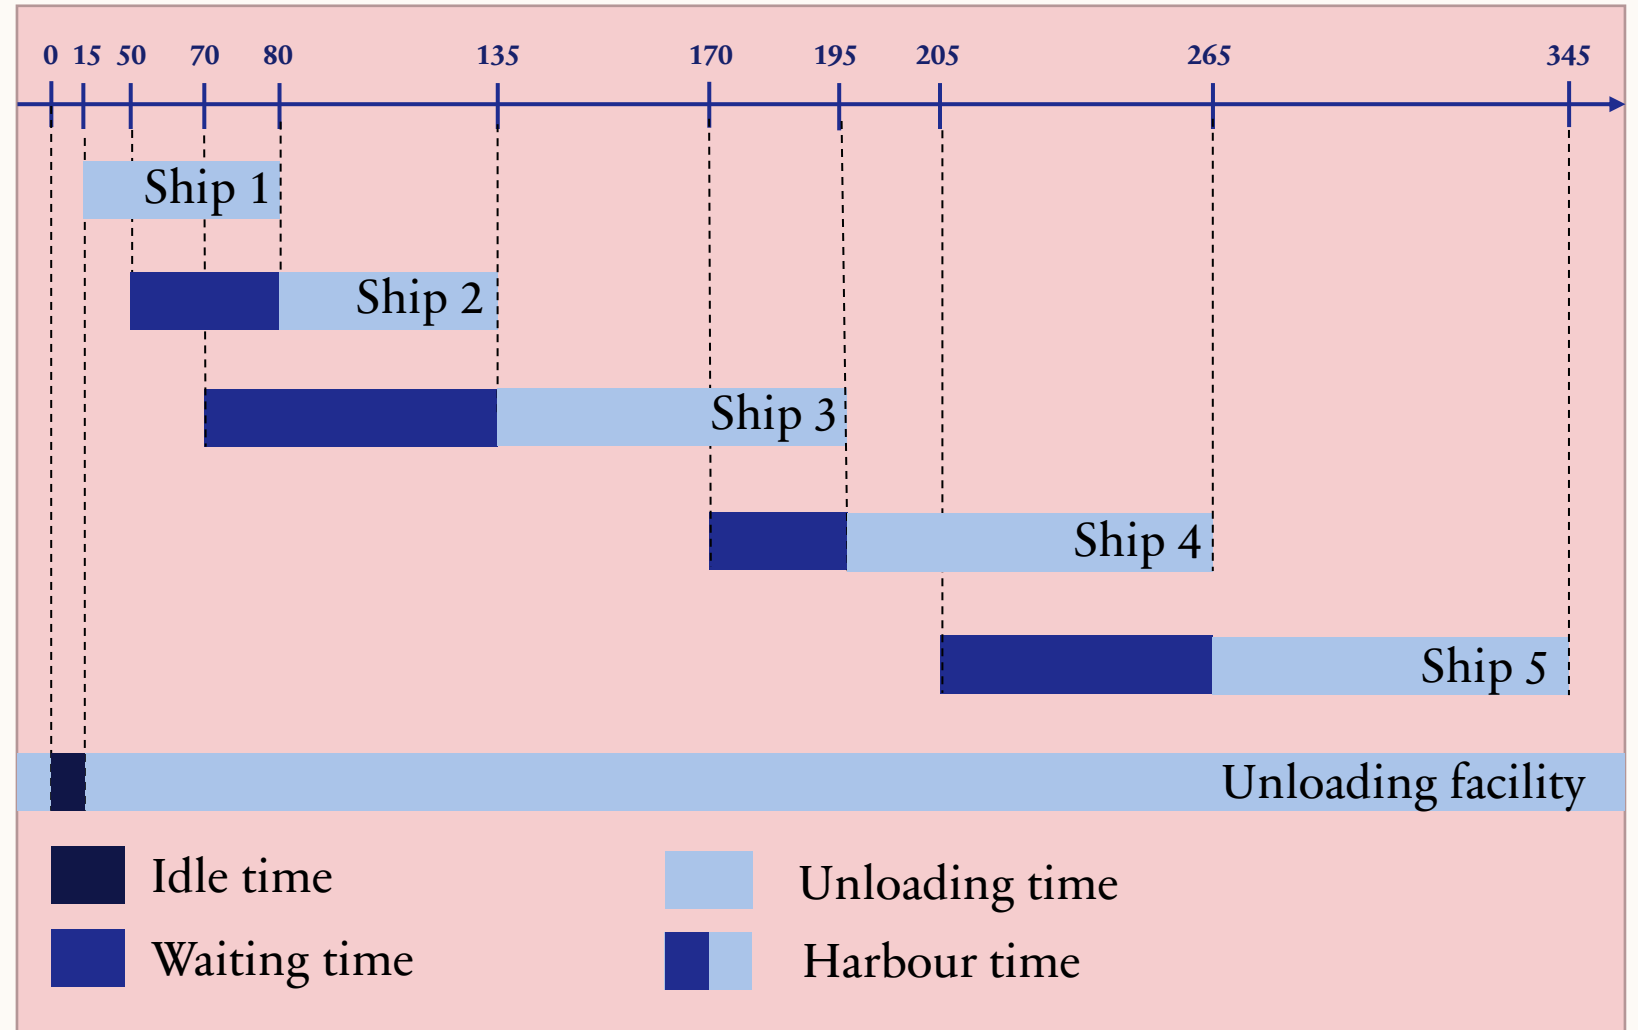 0 15 50 70 80 135 170 195 205 265 345
Ship 1
Ship 2
Ship 3
Ship 4
Ship 5
Unloading facility
Idle time
Unloading time
Waiting time
Harbour time